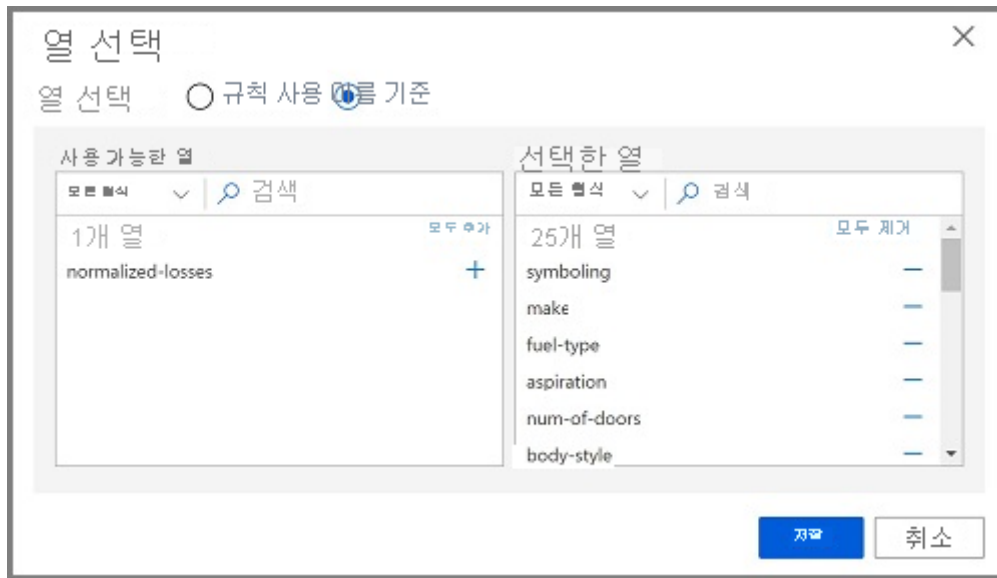 열 선택
열 선택 규칙 사용 이름 기준
사용 가능한 열
모든 형식 검색
1개 열 모두 추가
normalized-losses
선택한 열
모든 형식 검색
25개 열 모두 제거
symboling
make
fuel-type
aspiration
num-of-doors
body-style
저장 취소